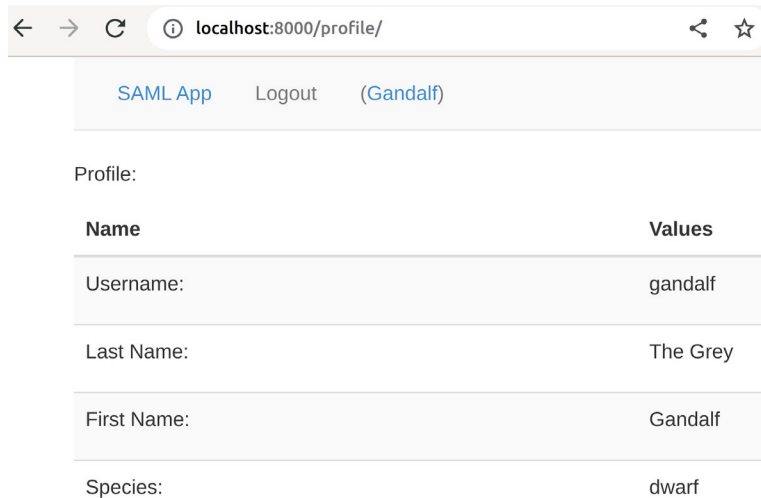 localhost:8000/profile/
SAML App Logout (Gandalf)
Profile:
Name Values
Username: gandalf
Last Name: The Grey
First Name: Gandalf
Species: dwarf